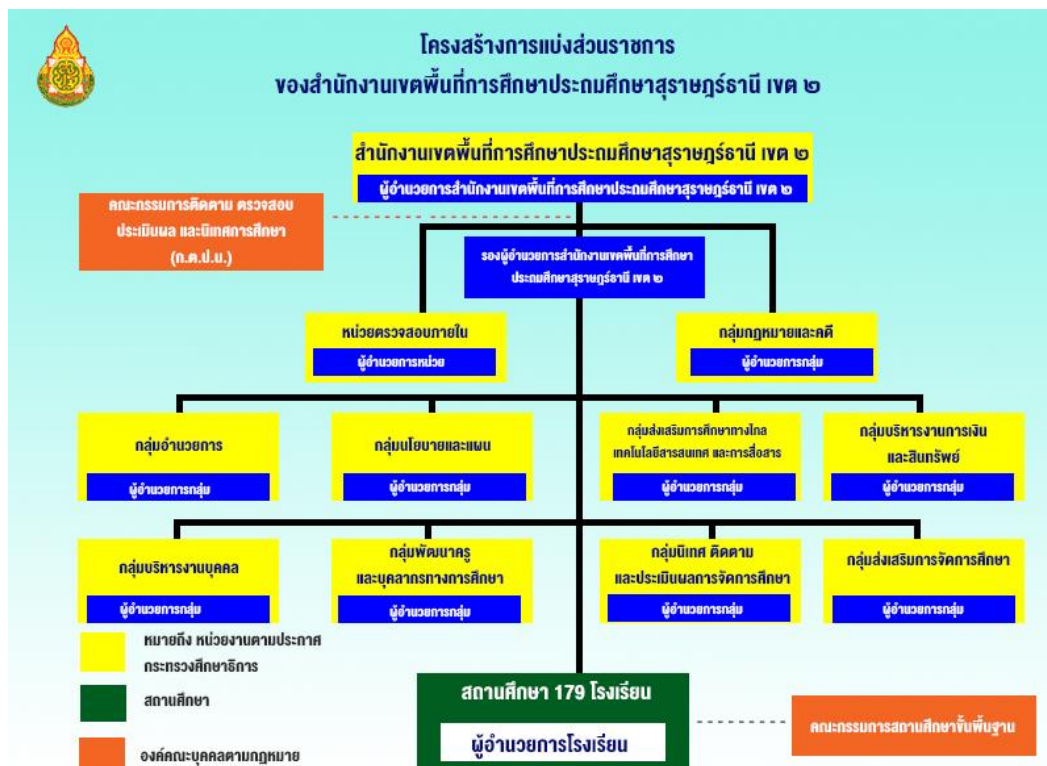 โครงสร้างการแบ่งส่วนราชการ
ของสำนักงานเขตพื้นที่การศึกษาประถมศึกษาสุราษฎร์ธานี เขต ๒
สำนักงานเขตพื้นที่การศึกษาประถมศึกษาสุราษฎร์ธานี เขต ๒
ผู้อำนวยการสำนักงานเขตพื้นที่การศึกษาประถมศึกษาสุราษฎร์ธานี เขต ๒
คณะกรรมการติดตาม ตรวจสอบ
ประเมินผล และนิเทศการศึกษา
(ก.ต.ป.น.)
รองผู้อำนวยการสำนักงานเขตพื้นที่การศึกษา
ประถมศึกษาสุราษฎร์ธานี เขต ๒
หน่วยตรวจสอบภายใน
ผู้อำนวยการหน่วย
กลุ่มกฎหมายและคดี
ผู้อำนวยการกลุ่ม
กลุ่มอำนวยการ
ผู้อำนวยการกลุ่ม
กลุ่มนโยบายและแผน
ผู้อำนวยการกลุ่ม
กลุ่มส่งเสริมการศึกษาทางไกล
เทคโนโลยีสารสนเทศ และการสื่อสาร
ผู้อำนวยการกลุ่ม
กลุ่มบริหารงานการเงิน
และสินทรัพย์
ผู้อำนวยการกลุ่ม
กลุ่มบริหารงานบุคคล
ผู้อำนวยการกลุ่ม
กลุ่มพัฒนาครู
และบุคลากรทางการศึกษา
ผู้อำนวยการกลุ่ม
กลุ่มนิเทศ ติดตาม
และประเมินผลการจัดการศึกษา
ผู้อำนวยการกลุ่ม
กลุ่มส่งเสริมการจัดการศึกษา
ผู้อำนวยการกลุ่ม
หมายถึง หน่วยงานตามประกาศ
กระทรวงศึกษาธิการ
สถานศึกษา
องค์คณะบุคคลตามกฎหมาย
สถานศึกษา 179 โรงเรียน
ผู้อำนวยการโรงเรียน
คณะกรรมการสถานศึกษาขั้นพื้นฐาน